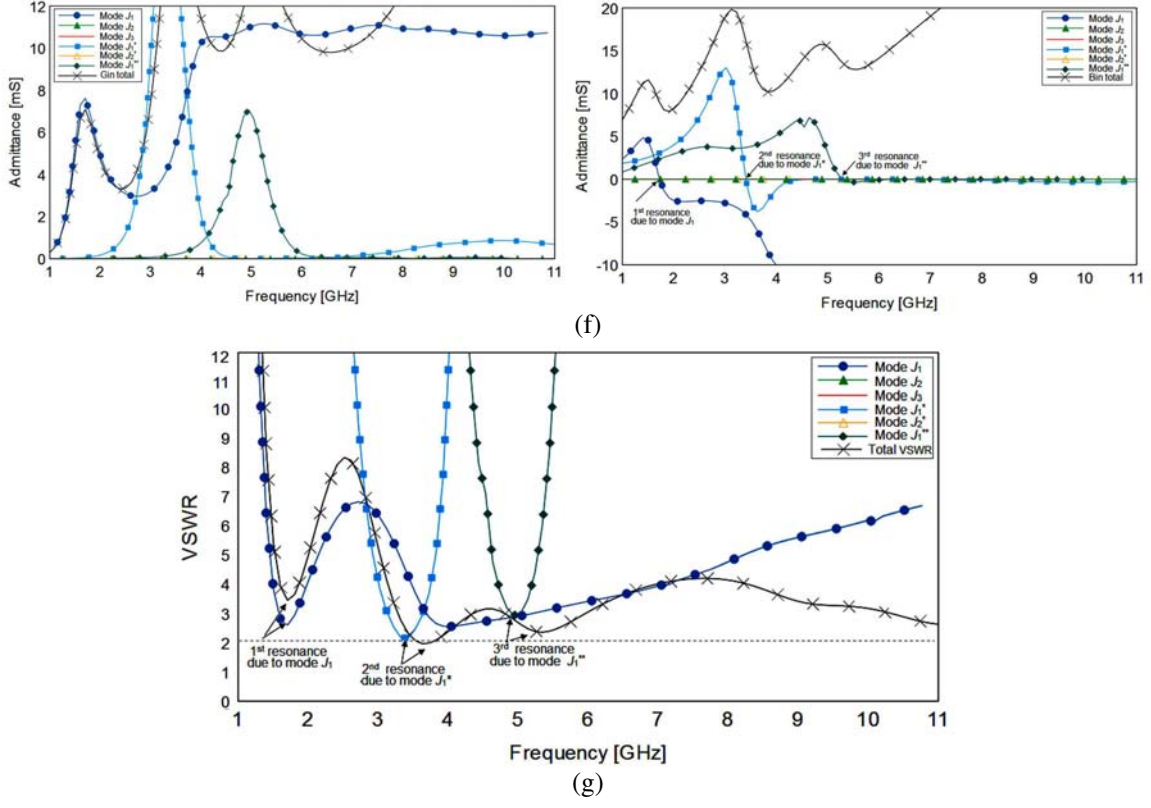 12
10
8
6
4
2
0
Admittance [mS]
Mode J₁
Mode J₂
Mode J₃
Mode J₁*
Mode J₂*
Mode J₁**
Gin total
1 2 3 4 5 6 7 8 9 10 11
Frequency [GHz]
20
15
10
5
0
-5
-10
Admittance [mS]
Mode J₁
Mode J₂
Mode J₃
Mode J₁*
Mode J₂*
Mode J₁**
Bin total
2nd resonance
due to mode J₁*
3rd resonance
due to mode J₁**
1st resonance
due to mode J₁
1 2 3 4 5 6 7 8 9 10 11
Frequency [GHz]
(f)
12
11
10
9
8
7
6
5
4
3
2
1
0
VSWR
Mode J₁
Mode J₂
Mode J₃
Mode J₁*
Mode J₂*
Mode J₁**
Total VSWR
1st resonance
due to mode J₁
2nd resonance
due to mode J₁*
3rd resonance
due to mode J₁**
1 2 3 4 5 6 7 8 9 10 11
Frequency [GHz]
(g)